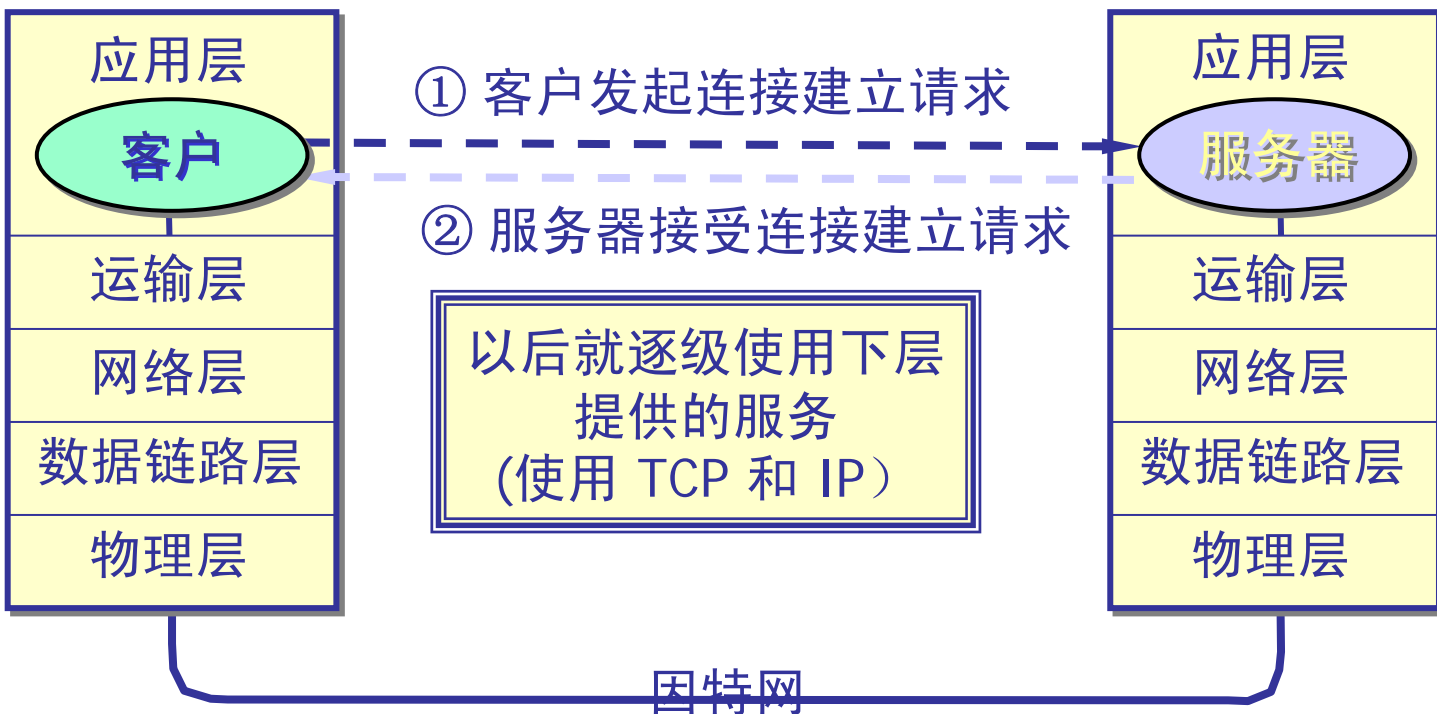 应用层
客户
运输层
网络层
数据链路层
物理层
① 客户发起连接建立请求
② 服务器接受连接建立请求
以后就逐级使用下层
提供的服务
(使用 TCP 和 IP）
应用层
服务器
运输层
网络层
数据链路层
物理层
因特网